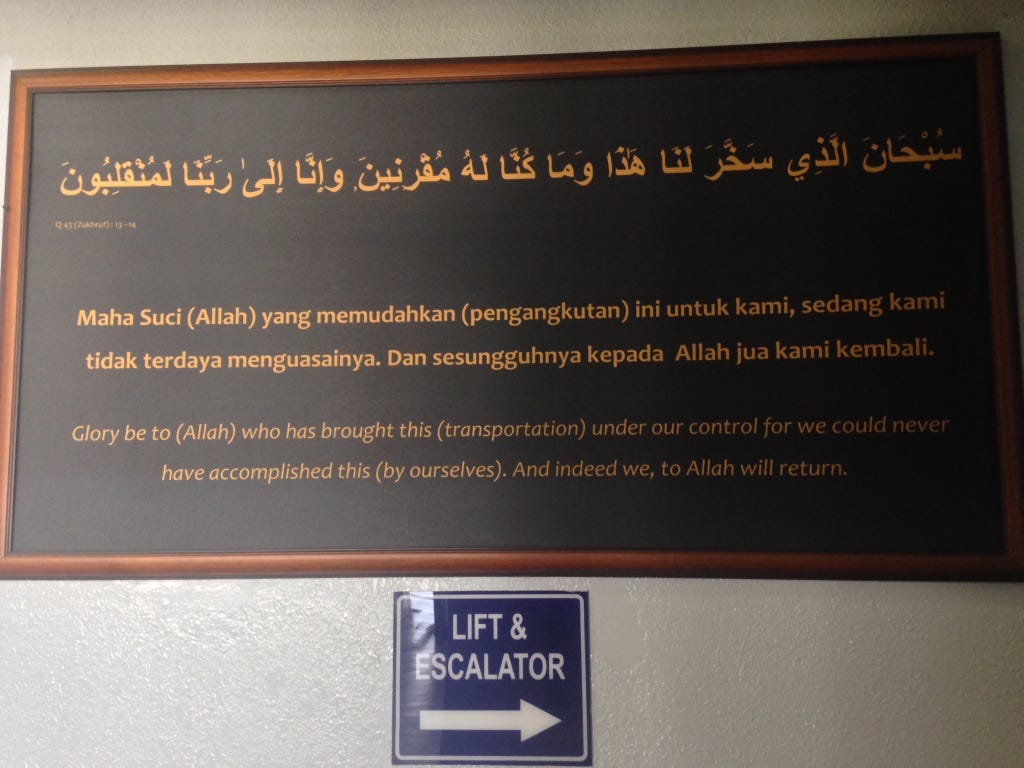 سُبْحَانَ الَّذِي سَخَّرَ لَنَا هَٰذَا وَمَا كُنَّا لَهُ مُقْرِنِينَ وَإِنَّا إِلَىٰ رَبِّنَا لَمُنْقَلِبُونَ
Q 43 (Zukhruf) : 13 -14
Maha Suci (Allah) yang memudahkan (pengangkutan) ini untuk kami, sedang kami
tidak terdaya menguasainya. Dan sesungguhnya kepada Allah jua kami kembali.
Glory be to (Allah) who has brought this (transportation) under our control for we could never
have accomplished this (by ourselves). And indeed we, to Allah will return.
LIFT &
ESCALATOR